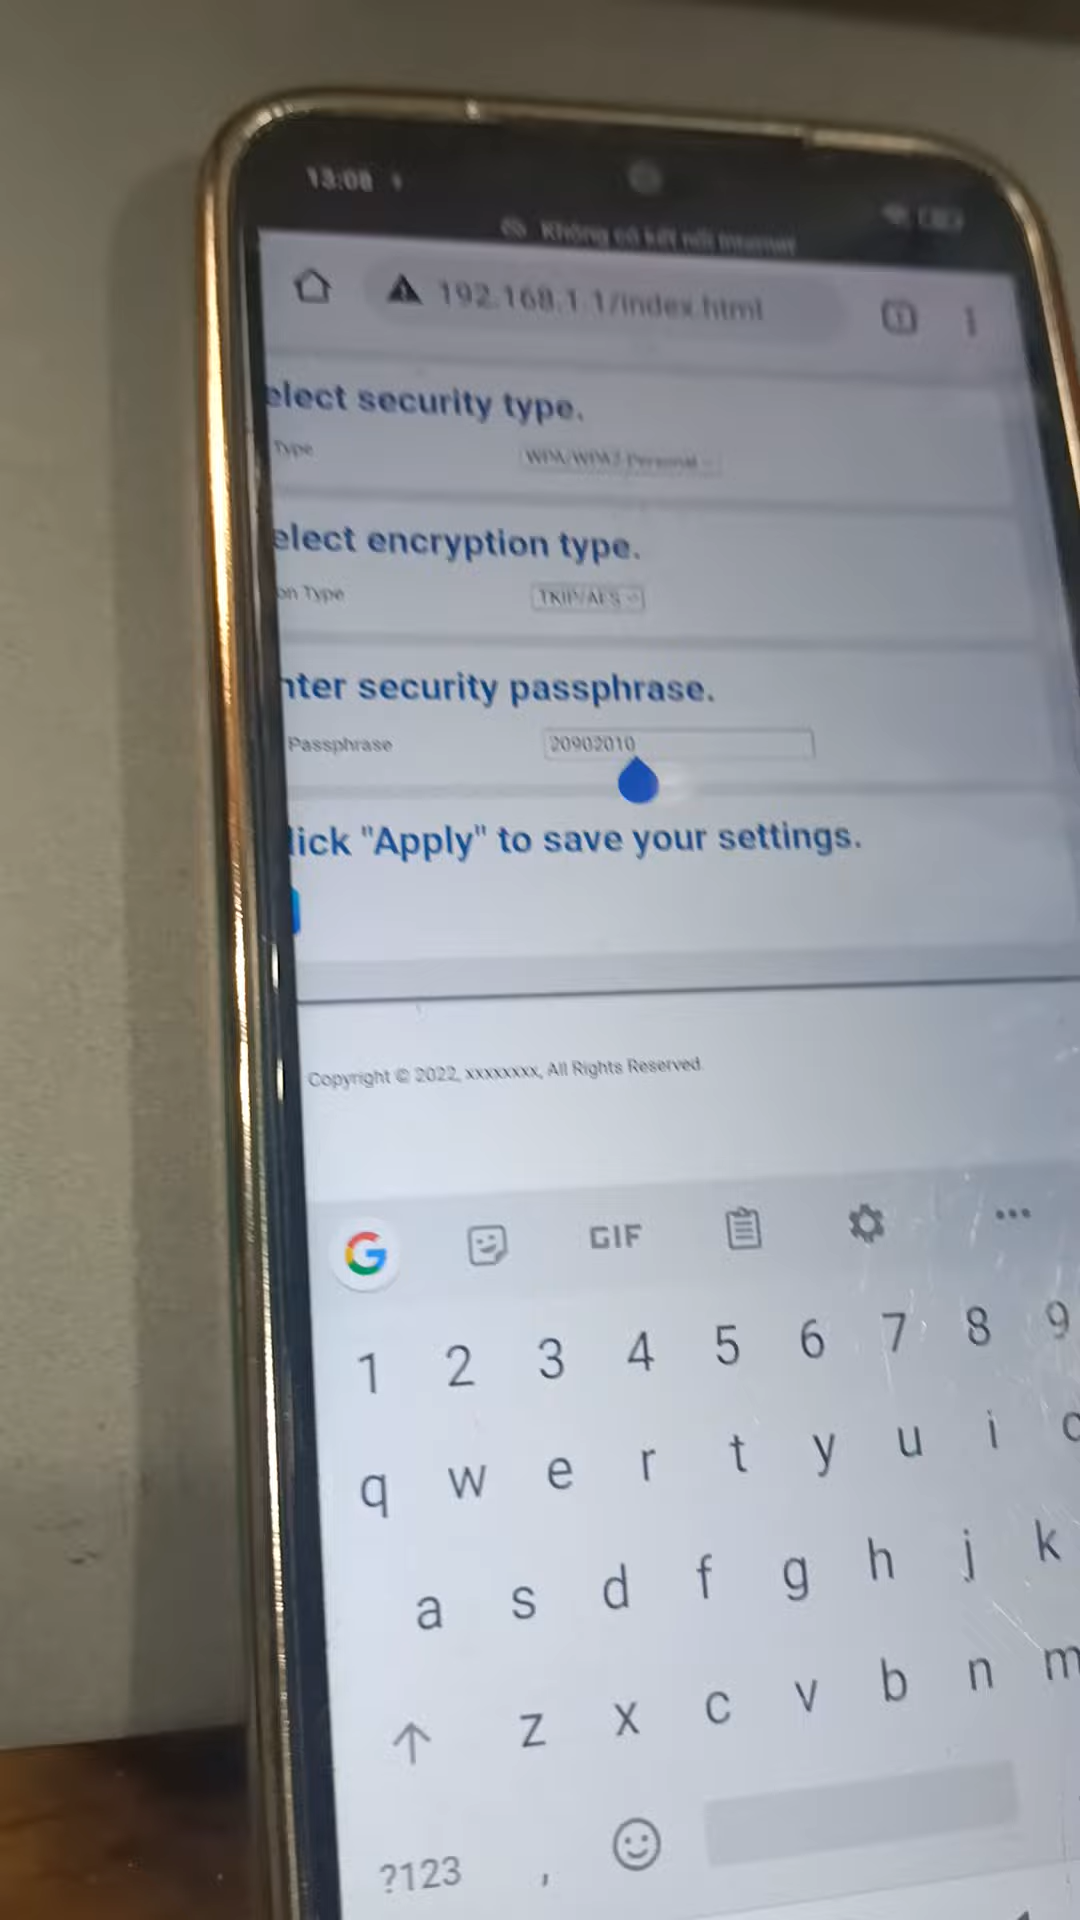 13:08
Không có kết nối Internet
192.168.1.1/index.html
elect security type.
Type
WPA/WPA2-Personal
elect encryption type.
on Type
TKIP/AES
nter security passphrase.
Passphrase
20902010
lick "Apply" to save your settings.
Copyright © 2022, xxxxxxxx, All Rights Reserved.
G
GIF
1 2 3 4 5 6 7 8 9
q w e r t y u i o
a s d f g h j k
z x c v b n m
?123 ,